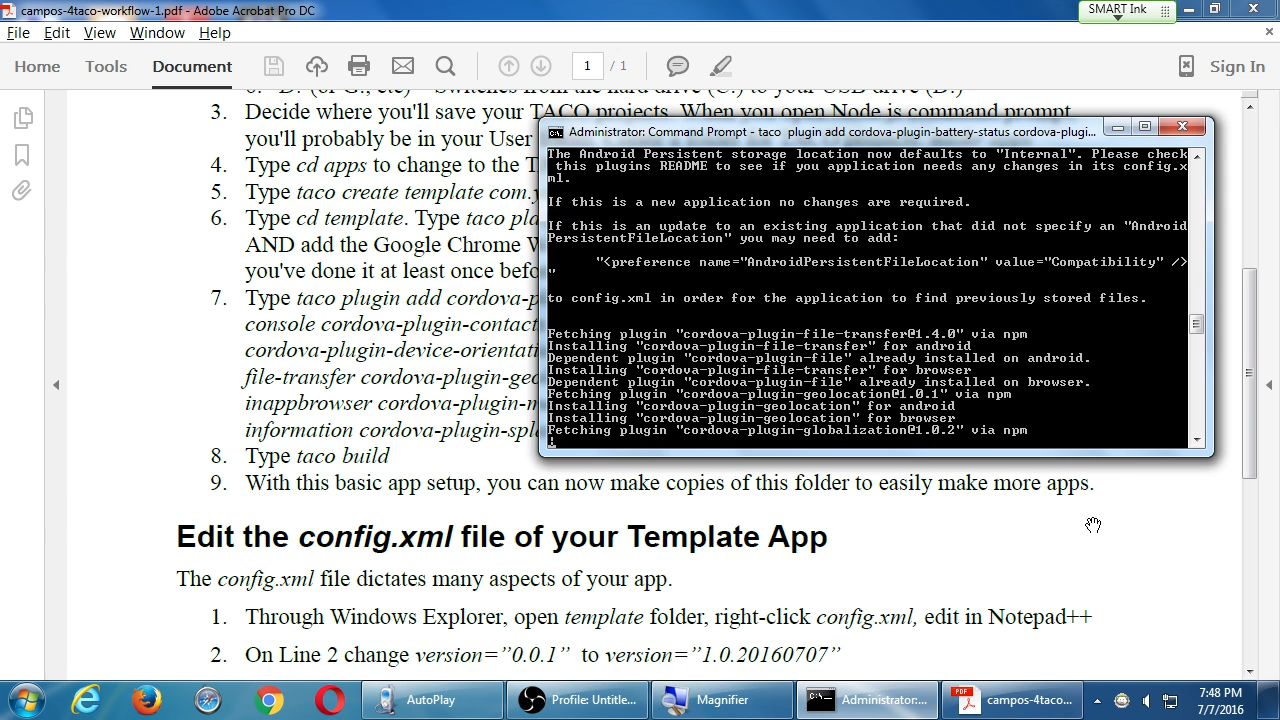 campos-4taco-workflow-1.pdf - Adobe Acrobat Pro DC
SMART Ink
File Edit View Window Help
Home Tools Document
1 / 1
Sign In
3. Decide where you'll save your TACO projects. When you open Node.js command prompt
you'll probably be in your User
4. Type cd apps to change to the T
5. Type taco create template com.y
6. Type cd template. Type taco pla
AND add the Google Chrome W
you've done it at least once befo
7. Type taco plugin add cordova-p
console cordova-plugin-contact
cordova-plugin-device-orientati
file-transfer cordova-plugin-geo
inappbrowser cordova-plugin-m
information cordova-plugin-spl
8. Type taco build
9. With this basic app setup, you can now make copies of this folder to easily make more apps.
Administrator: Command Prompt - taco plugin add cordova-plugin-battery-status cordova-plugi...
The Android Persistent storage location now defaults to "Internal". Please check
this plugins README to see if you application needs any changes in its config.x
ml.
If this is a new application no changes are required.
If this is an update to an existing application that did not specify an "Android
PersistentFileLocation" you may need to add:
"<preference name="AndroidPersistentFileLocation" value="Compatibility" />
"
to config.xml in order for the application to find previously stored files.
Fetching plugin "cordova-plugin-file-transfer@1.4.0" via npm
Installing "cordova-plugin-file-transfer" for android
Dependent plugin "cordova-plugin-file" already installed on android.
Installing "cordova-plugin-file-transfer" for browser
Dependent plugin "cordova-plugin-file" already installed on browser.
Fetching plugin "cordova-plugin-geolocation@1.0.1" via npm
Installing "cordova-plugin-geolocation" for android
Installing "cordova-plugin-geolocation" for browser
Fetching plugin "cordova-plugin-globalization@1.0.2" via npm
Edit the config.xml file of your Template App
The config.xml file dictates many aspects of your app.
1. Through Windows Explorer, open template folder, right-click config.xml, edit in Notepad++
2. On Line 2 change version=”0.0.1” to version=”1.0.20160707”
AutoPlay
Profile: Untitle...
Magnifier
Administrator:...
campos-4taco...
7:48 PM
7/7/2016